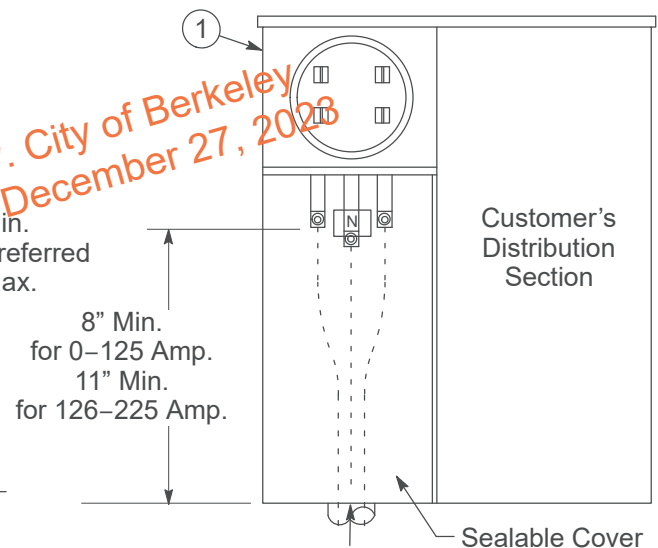 1
. City of Berkeley
December 27, 2023
in.
referred
ax.
N
Customer’s
Distribution
Section
8” Min.
for 0–125 Amp.
11” Min.
for 126–225 Amp.
Sealable Cover